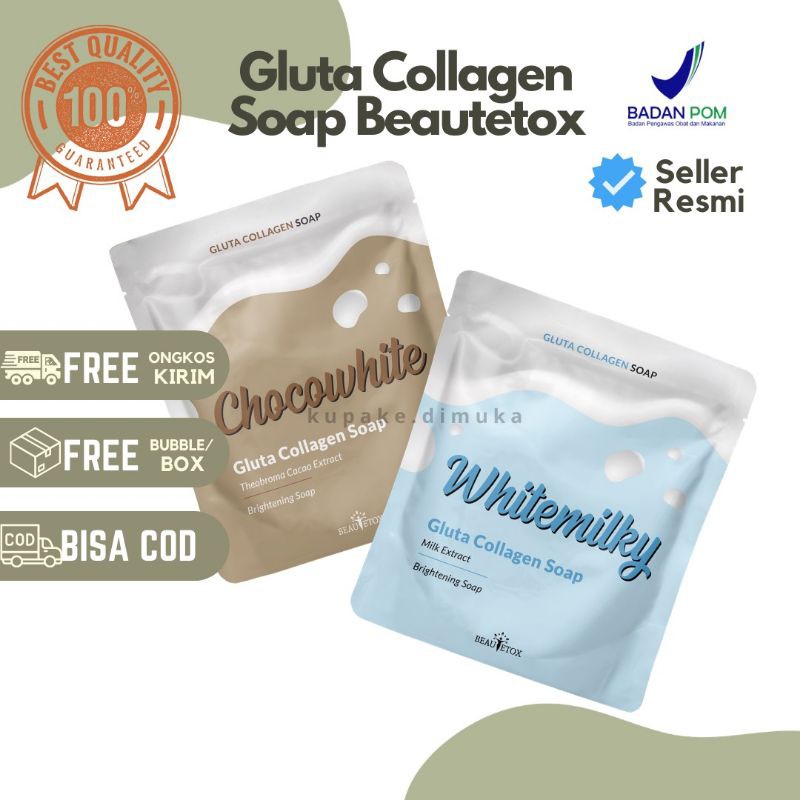 BEST QUALITY
100%
GUARANTEED
Gluta Collagen
Soap Beautetox
BADAN POM
Badan Pengawas Obat dan Makanan
Seller
Resmi
GLUTA COLLAGEN SOAP
Chocowhite
Gluta Collagen Soap
Theobroma Cacao Extract
Brightening Soap
BEAUTETOX
GLUTA COLLAGEN SOAP
Whitemilky
Gluta Collagen Soap
Milk Extract
Brightening Soap
BEAUTETOX
kupake.dimuka
FREE
FREE
ONGKOS
KIRIM
FREE
BUBBLE/
BOX
COD
BISA COD